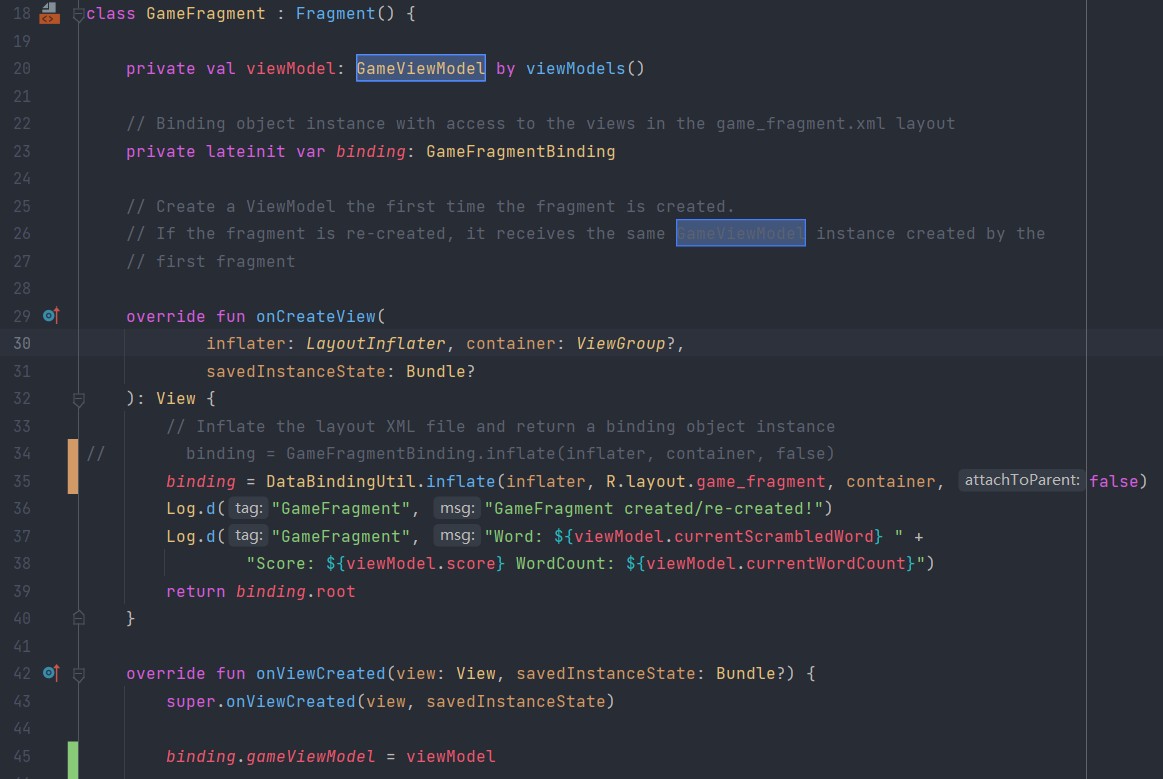 18 class GameFragment : Fragment() {
19
20 private val viewModel: GameViewModel by viewModels()
21
22 // Binding object instance with access to the views in the game_fragment.xml layout
23 private lateinit var binding: GameFragmentBinding
24
25 // Create a ViewModel the first time the fragment is created.
26 // If the fragment is re-created, it receives the same GameViewModel instance created by the
27 // first fragment
28
29 override fun onCreateView(
30 inflater: LayoutInflater, container: ViewGroup?,
31 savedInstanceState: Bundle?
32 ): View {
33 // Inflate the layout XML file and return a binding object instance
34 // binding = GameFragmentBinding.inflate(inflater, container, false)
35 binding = DataBindingUtil.inflate(inflater, R.layout.game_fragment, container, attachToParent: false)
36 Log.d( tag: "GameFragment", msg: "GameFragment created/re-created!")
37 Log.d( tag: "GameFragment", msg: "Word: ${viewModel.currentScrambledWord} " +
38 "Score: ${viewModel.score} WordCount: ${viewModel.currentWordCount}")
39 return binding.root
40 }
41
42 override fun onViewCreated(view: View, savedInstanceState: Bundle?) {
43 super.onViewCreated(view, savedInstanceState)
44
45 binding.gameViewModel = viewModel